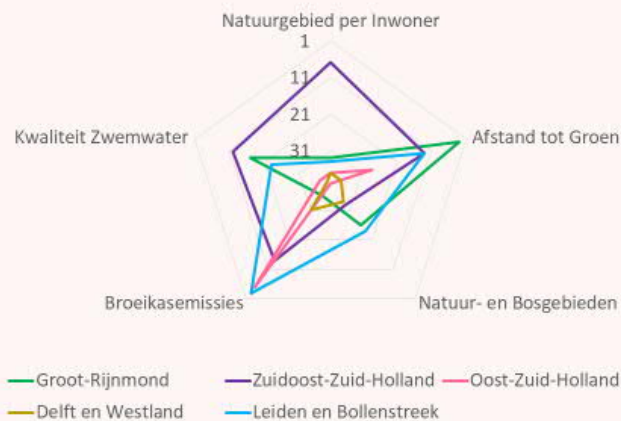 Natuurgebied per Inwoner
1
11
21
31
Kwaliteit Zwemwater
Afstand tot Groen
Broeikasemissies
Natuur- en Bosgebieden
Groot-Rijnmond
Zuidoost-Zuid-Holland
Oost-Zuid-Holland
Delft en Westland
Leiden en Bollenstreek